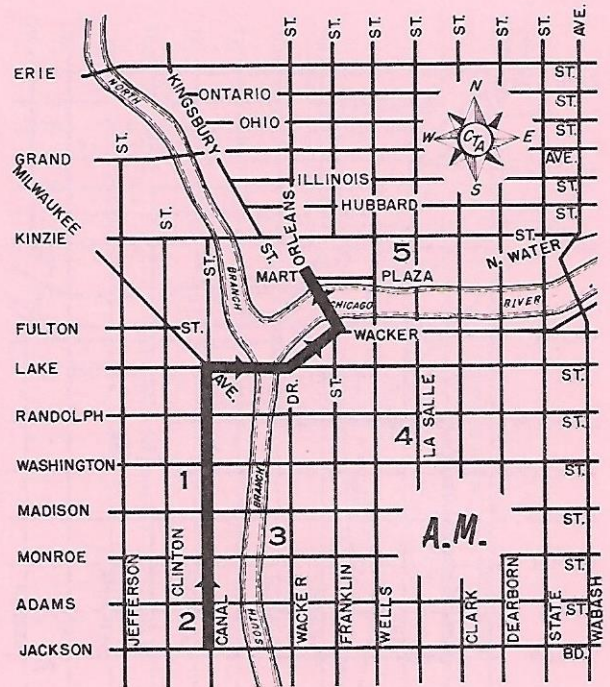 ST.
ST.
ST.
ST.
ST.
ST.
AVE.
ERIE
NORTH
KINGSBURY
ST.
N
ST.
ONTARIO
ST.
OHIO
W
CTA
E
ST.
GRAND
ST.
AVE.
MILWAUKEE
ILLINOIS
S
ST.
ORLEANS
HUBBARD
ST.
KINZIE
ST.
ST.
ST.
5
ST.
N. WATER
BRANCH
MART
PLAZA
CHICAGO
RIVER
FULTON
ST.
WACKER
LAKE
AVE.
DR.
ST.
LA SALLE
ST.
RANDOLPH
4
ST.
WASHINGTON
1
BRANCH
ST.
MADISON
3
A.M.
ST.
MONROE
ST.
JEFFERSON
CLINTON
CANAL
WACKER
FRANKLIN
WELLS
CLARK
DEARBORN
STATE
WABASH
ADAMS
2
SOUTH
ST.
JACKSON
BD.